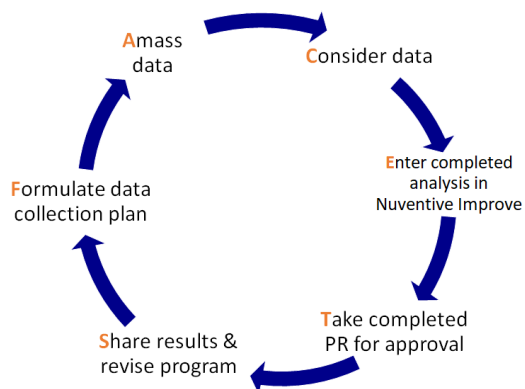 Formulate data
collection plan
Amass
data
Consider data
Enter completed
analysis in
Nuventive Improve
Take completed
PR for approval
Share results &
revise program